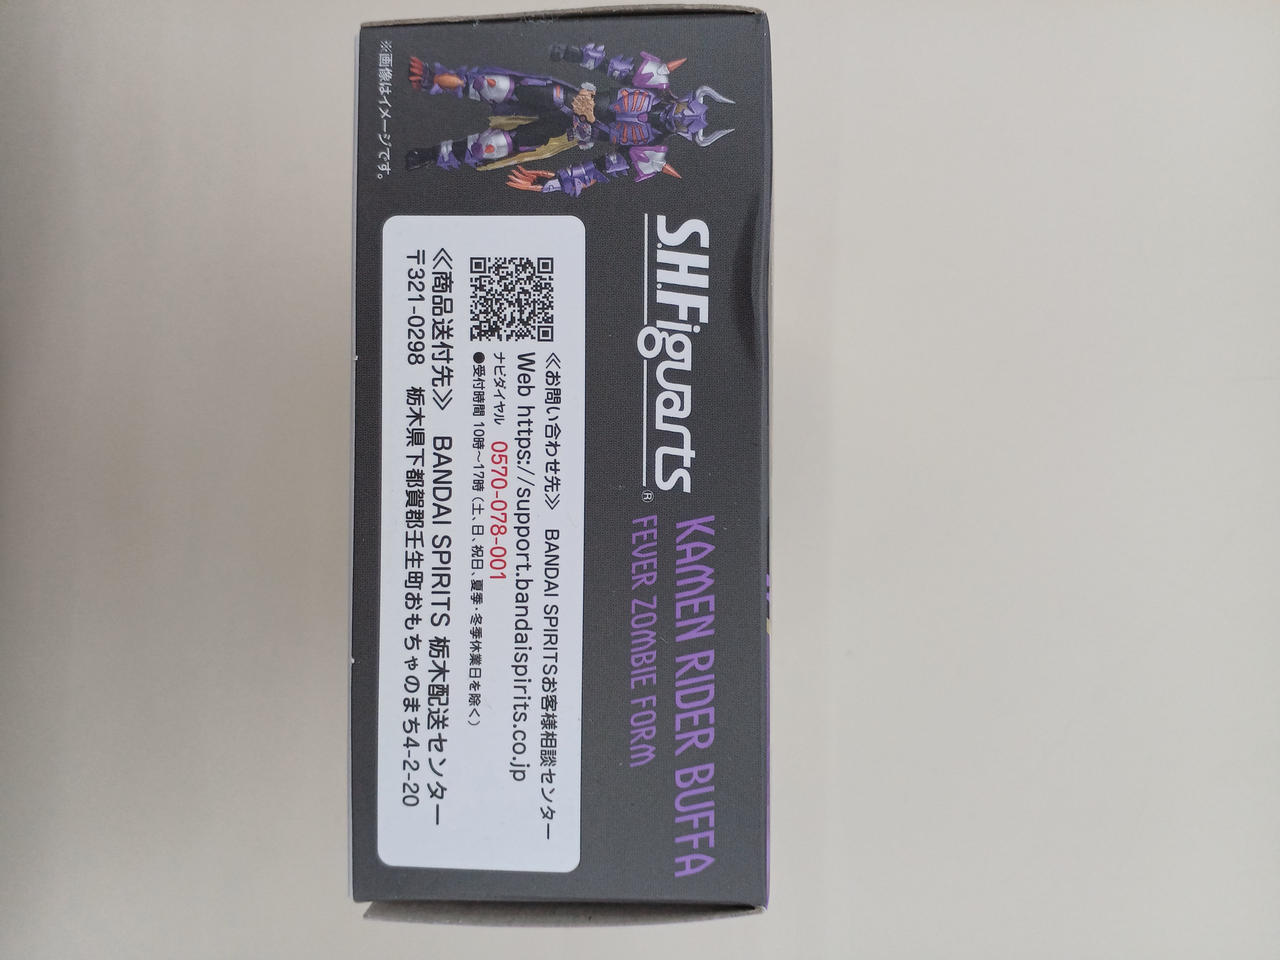 S.H.Figuarts®
KAMEN RIDER BUFFA
FEVER ZOMBIE FORM
※画像はイメージです。
≪お問い合わせ先≫ BANDAI SPIRITSお客様相談センター
Web https://support.bandaispirits.co.jp
ナビダイヤル 0570-078-001
●受付時間 10時～17時(土、日、祝日、夏季・冬季休業日を除く)
≪商品送付先≫ BANDAI SPIRITS 栃木配送センター
〒321-0298 栃木県下都賀郡壬生町おもちゃのまち4-2-20